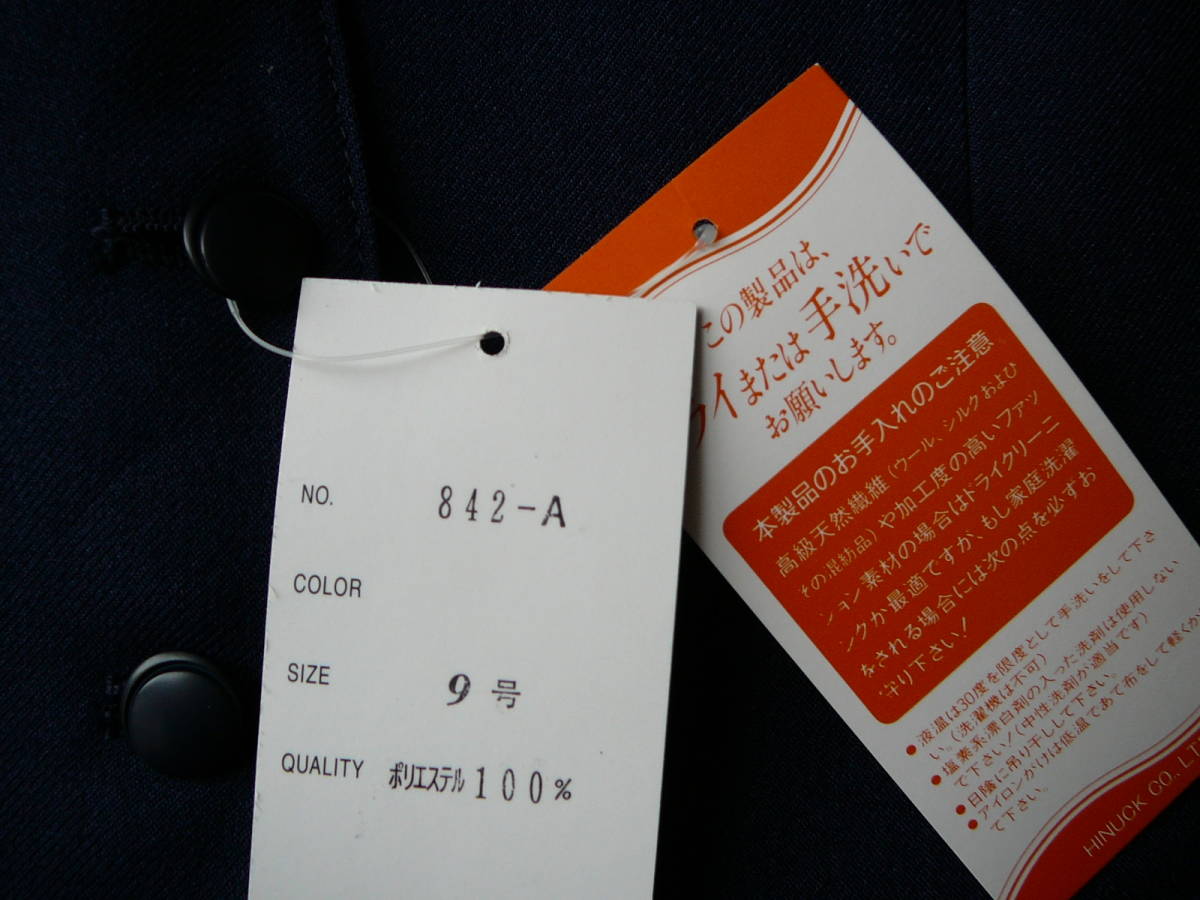 NO. 842-A
COLOR
SIZE 9号
QUALITY ポリエステル100%
この製品は、
イまたは手洗いで
お願いします。
本製品のお手入れのご注意
高級天然繊維(ウール、シルクおよび
その混紡品)や加工度の高いファッ
ション素材の場合はドライクリーニ
ングが最適ですが、もし家庭洗濯
をされる場合には次の点を必ずお
守り下さい!
●液温は30度を限度として手洗いをして下さ
い。(洗濯機は不可)
●塩素系漂白剤の入った洗剤は使用しない
で下さい!(中性洗剤が適当です)
●日陰に吊り干しして下さい。
●アイロンがけは低温であて布をして軽くか
て下さい。
HINUCK CO., L